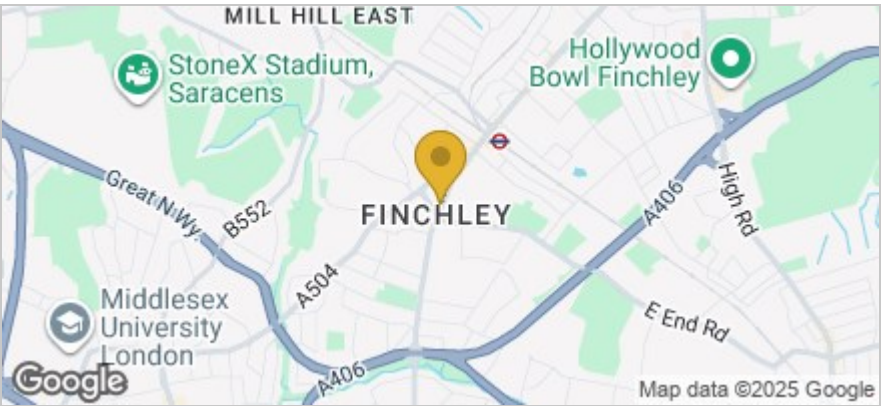 MILL HILL EAST
StoneX Stadium,
Saracens
Hollywood
Bowl Finchley
Great N Wy.
B552
FINCHLEY
A406
High Rd
A504
Middlesex
University
London
E End Rd
A406
Google
Map data ©2025 Google